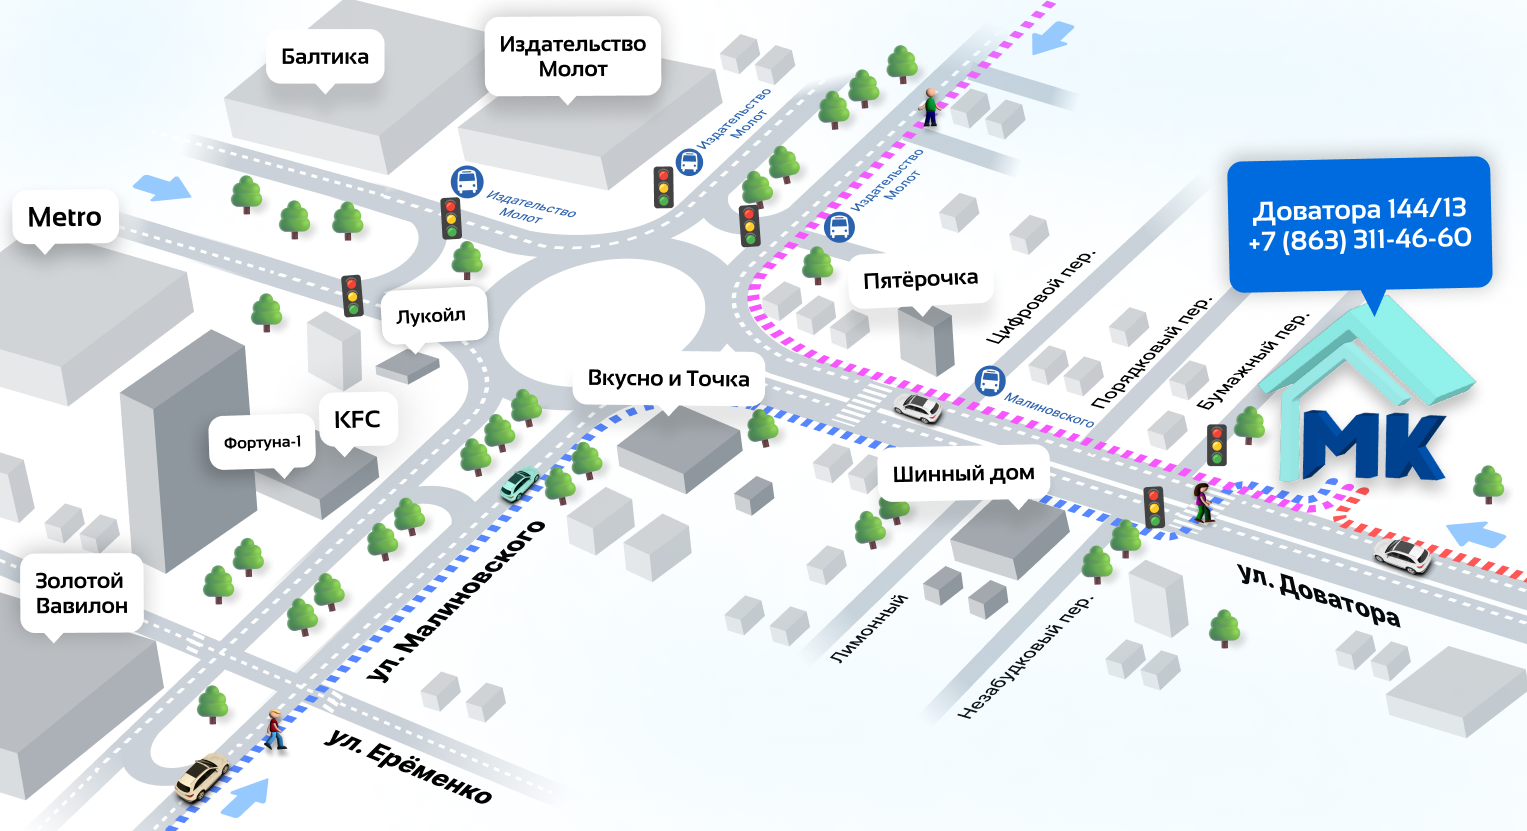 Балтика
Издательство
Молот
Издательство
Молот
Издательство
Молот
Издательство
Молот
Metro
Доватора 144/13
+7 (863) 311-46-60
Пятёрочка
Цифровой пер.
Порядковый пер.
Бумажный пер.
Лукойл
Вкусно и Точка
Малиновского
KFC
Фортуна-1
Шинный дом
МК
Золотой
Вавилон
ул. Малиновского
ул. Доватора
Лимонный
Незабудковый пер.
ул. Ерёменко